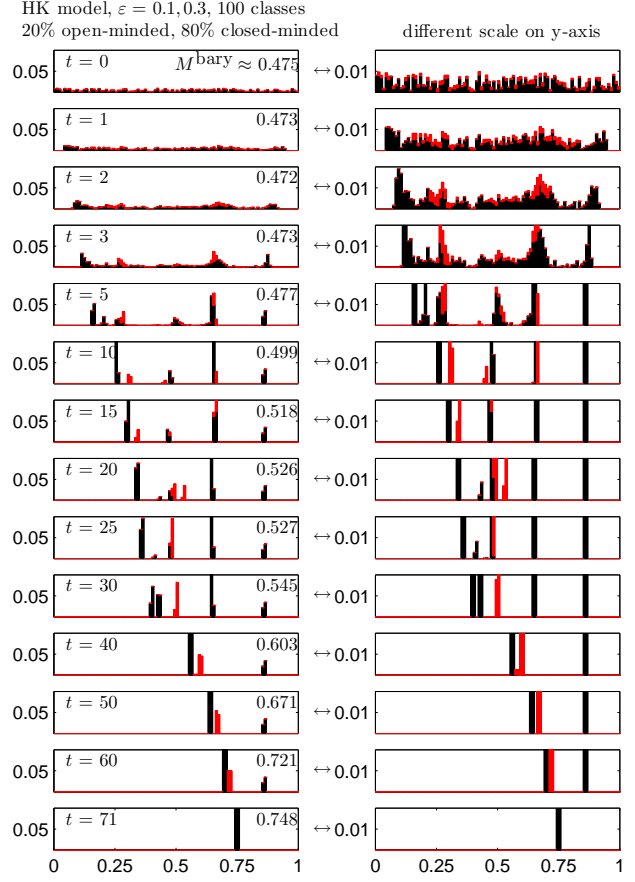 HK model, ε = 0.1, 0.3, 100 classes
20% open-minded, 80% closed-minded
different scale on y-axis
0.05 t = 0 M^bary ≈ 0.475 ↔ 0.01
0.05 t = 1 0.473 ↔ 0.01
0.05 t = 2 0.472 ↔ 0.01
0.05 t = 3 0.473 ↔ 0.01
0.05 t = 5 0.477 ↔ 0.01
0.05 t = 10 0.499 ↔ 0.01
0.05 t = 15 0.518 ↔ 0.01
0.05 t = 20 0.526 ↔ 0.01
0.05 t = 25 0.527 ↔ 0.01
0.05 t = 30 0.545 ↔ 0.01
0.05 t = 40 0.603 ↔ 0.01
0.05 t = 50 0.671 ↔ 0.01
0.05 t = 60 0.721 ↔ 0.01
0.05 t = 71 0.748 ↔ 0.01
0 0.25 0.5 0.75 1 0 0.25 0.5 0.75 1